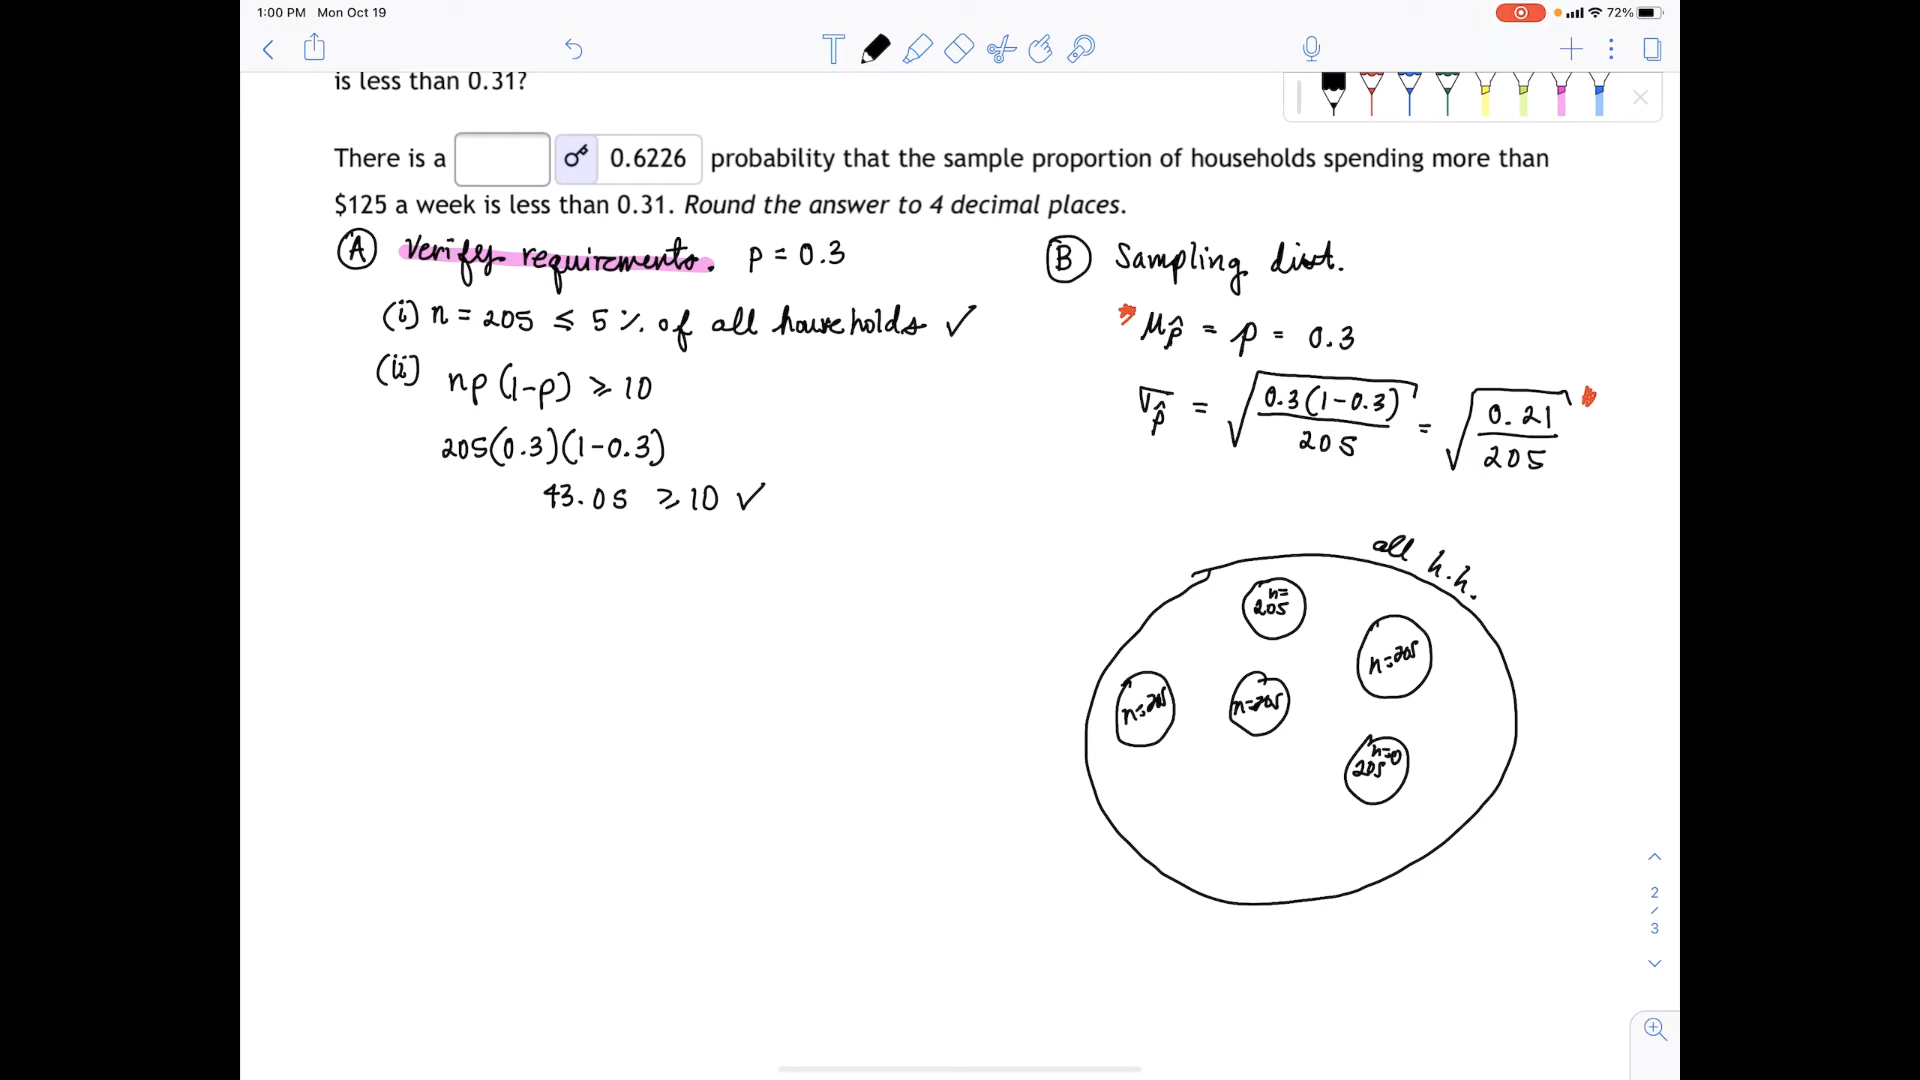 1:00 PM Mon Oct 19
72%
is less than 0.31?
There is a 0.6226 probability that the sample proportion of households spending more than
$125 a week is less than 0.31. Round the answer to 4 decimal places.
A Verify requirements. p = 0.3
(i) n = 205 ≤ 5 % of all households ✓
(ii) np (1-p) ≥ 10
205(0.3)(1-0.3)
43.05 ≥ 10 ✓
B Sampling dist.
* μp̂ = p = 0.3
σp̂ = √(0.3(1-0.3)/205) = √(0.21/205) *
all h.h.
n=
205
n=205
n=205
n=205
n=
205
2
/
3